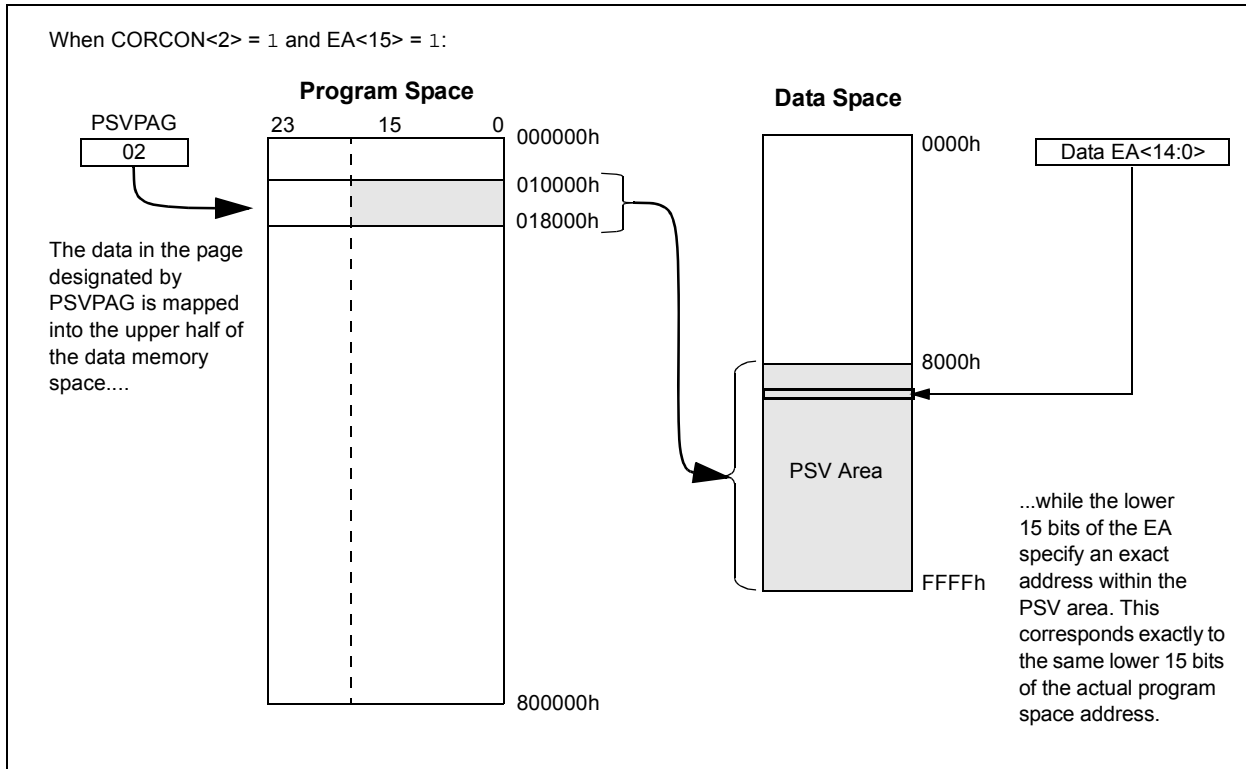 When CORCON<2> = 1 and EA<15> = 1:
Program Space
Data Space
PSVPAG
02
23
15
0
000000h
010000h
018000h
800000h
The data in the page
designated by
PSVPAG is mapped
into the upper half of
the data memory
space....
0000h
8000h
PSV Area
FFFFh
Data EA<14:0>
...while the lower
15 bits of the EA
specify an exact
address within the
PSV area. This
corresponds exactly to
the same lower 15 bits
of the actual program
space address.